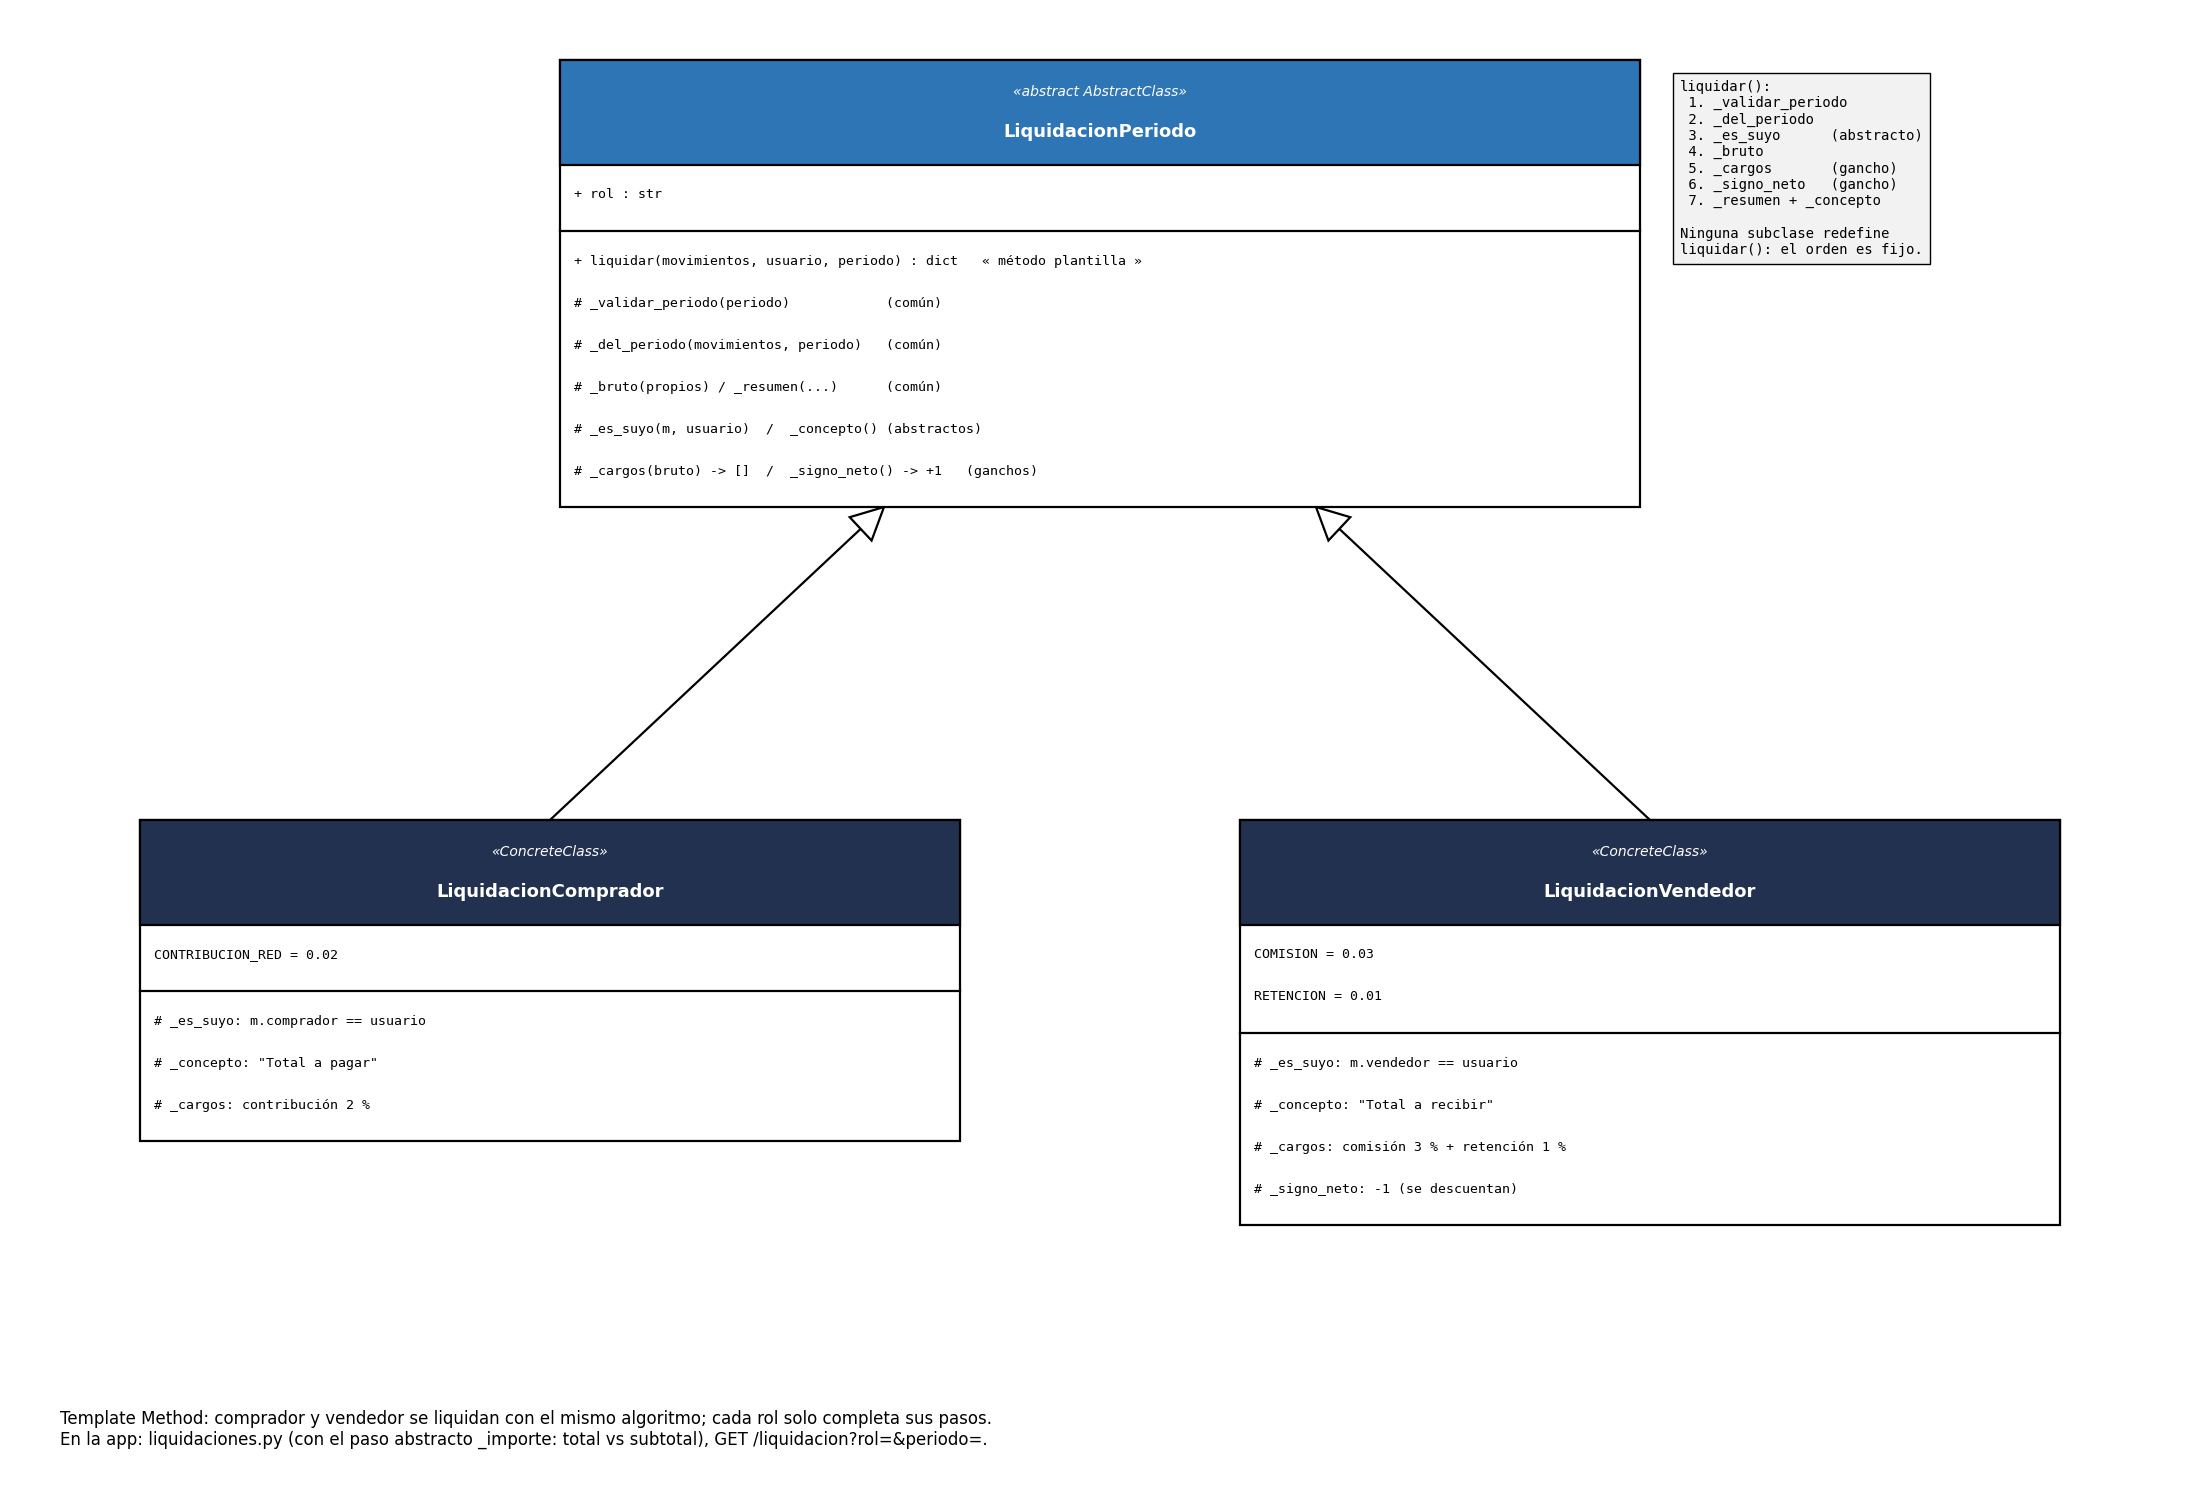 «abstract AbstractClass»
LiquidacionPeriodo
+ rol : str
+ liquidar(movimientos, usuario, periodo) : dict   « método plantilla »
# _validar_periodo(periodo)            (común)
# _del_periodo(movimientos, periodo)   (común)
# _bruto(propios) / _resumen(...)      (común)
# _es_suyo(m, usuario)  /  _concepto() (abstractos)
# _cargos(bruto) -> []  /  _signo_neto() -> +1   (ganchos)
liquidar():
 1. _validar_periodo
 2. _del_periodo
 3. _es_suyo      (abstracto)
 4. _bruto
 5. _cargos       (gancho)
 6. _signo_neto   (gancho)
 7. _resumen + _concepto
Ninguna subclase redefine
liquidar(): el orden es fijo.
«ConcreteClass»
LiquidacionComprador
CONTRIBUCION_RED = 0.02
# _es_suyo: m.comprador == usuario
# _concepto: "Total a pagar"
# _cargos: contribución 2 %
«ConcreteClass»
LiquidacionVendedor
COMISION = 0.03
RETENCION = 0.01
# _es_suyo: m.vendedor == usuario
# _concepto: "Total a recibir"
# _cargos: comisión 3 % + retención 1 %
# _signo_neto: -1 (se descuentan)
Template Method: comprador y vendedor se liquidan con el mismo algoritmo; cada rol solo completa sus pasos.
En la app: liquidaciones.py (con el paso abstracto _importe: total vs subtotal), GET /liquidacion?rol=&periodo=.